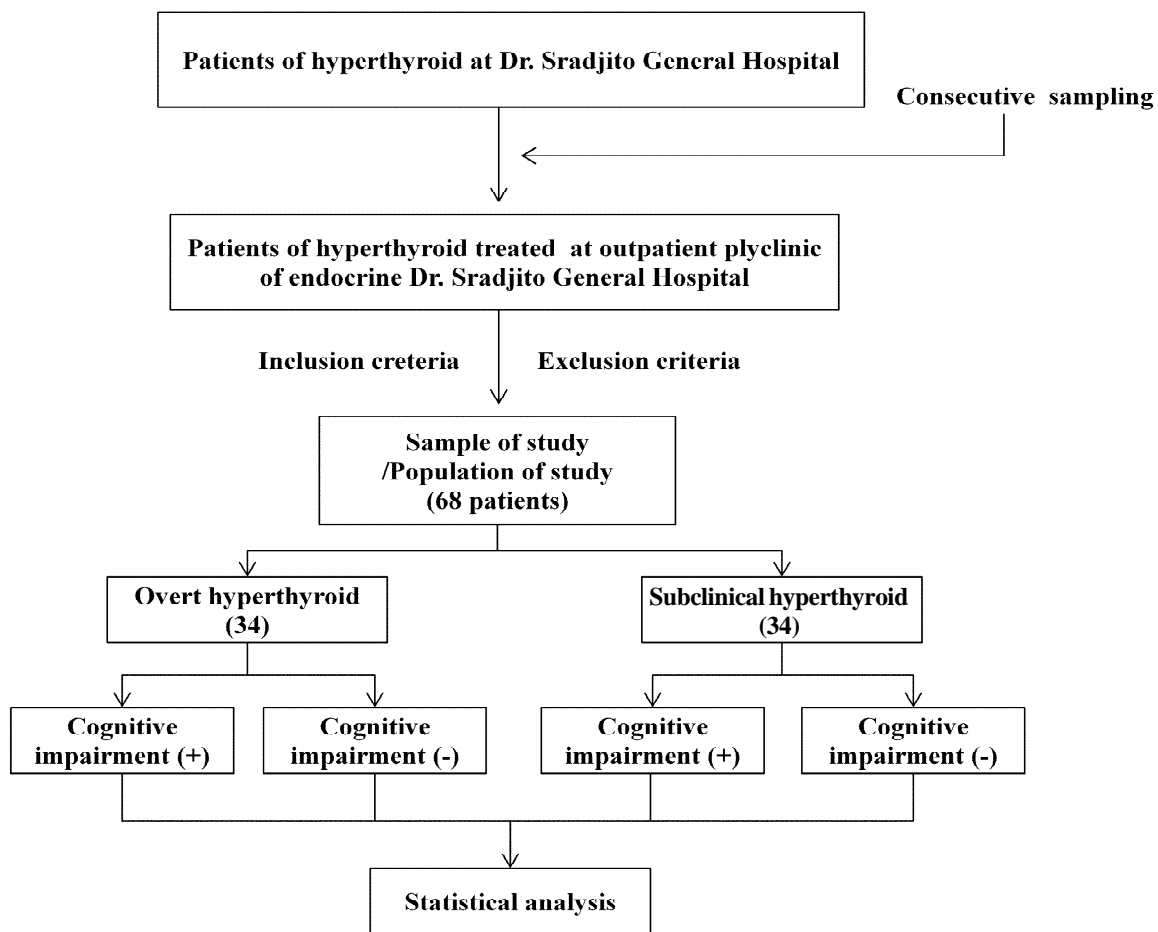 Patients of hyperthyroid at Dr. Sradjito General Hospital
Consecutive sampling
Patients of hyperthyroid treated at outpatient plyclinic
of endocrine Dr. Sradjito General Hospital
Inclusion creteria
Exclusion criteria
Sample of study
/Population of study
(68 patients)
Overt hyperthyroid
(34)
Subclinical hyperthyroid
(34)
Cognitive
impairment (+)
Cognitive
impairment (-)
Cognitive
impairment (+)
Cognitive
impairment (-)
Statistical analysis